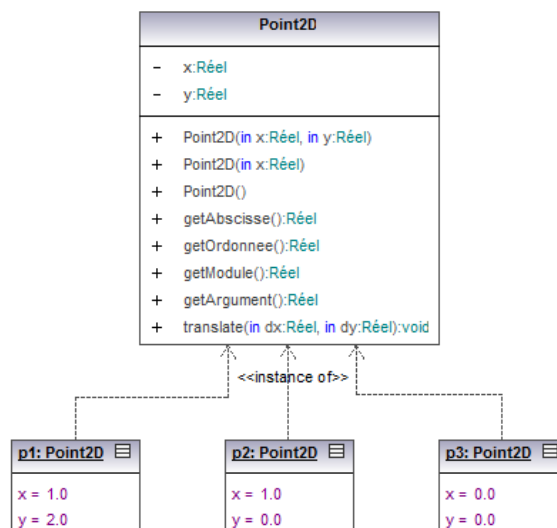 Point2D
- x:Réel
- y:Réel
+ Point2D(in x:Réel, in y:Réel)
+ Point2D(in x:Réel)
+ Point2D()
+ getAbscisse():Réel
+ getOrdonnee():Réel
+ getModule():Réel
+ getArgument():Réel
+ translate(in dx:Réel, in dy:Réel):void
<<instance of>>
p1: Point2D
x = 1.0
y = 2.0
p2: Point2D
x = 1.0
y = 0.0
p3: Point2D
x = 0.0
y = 0.0